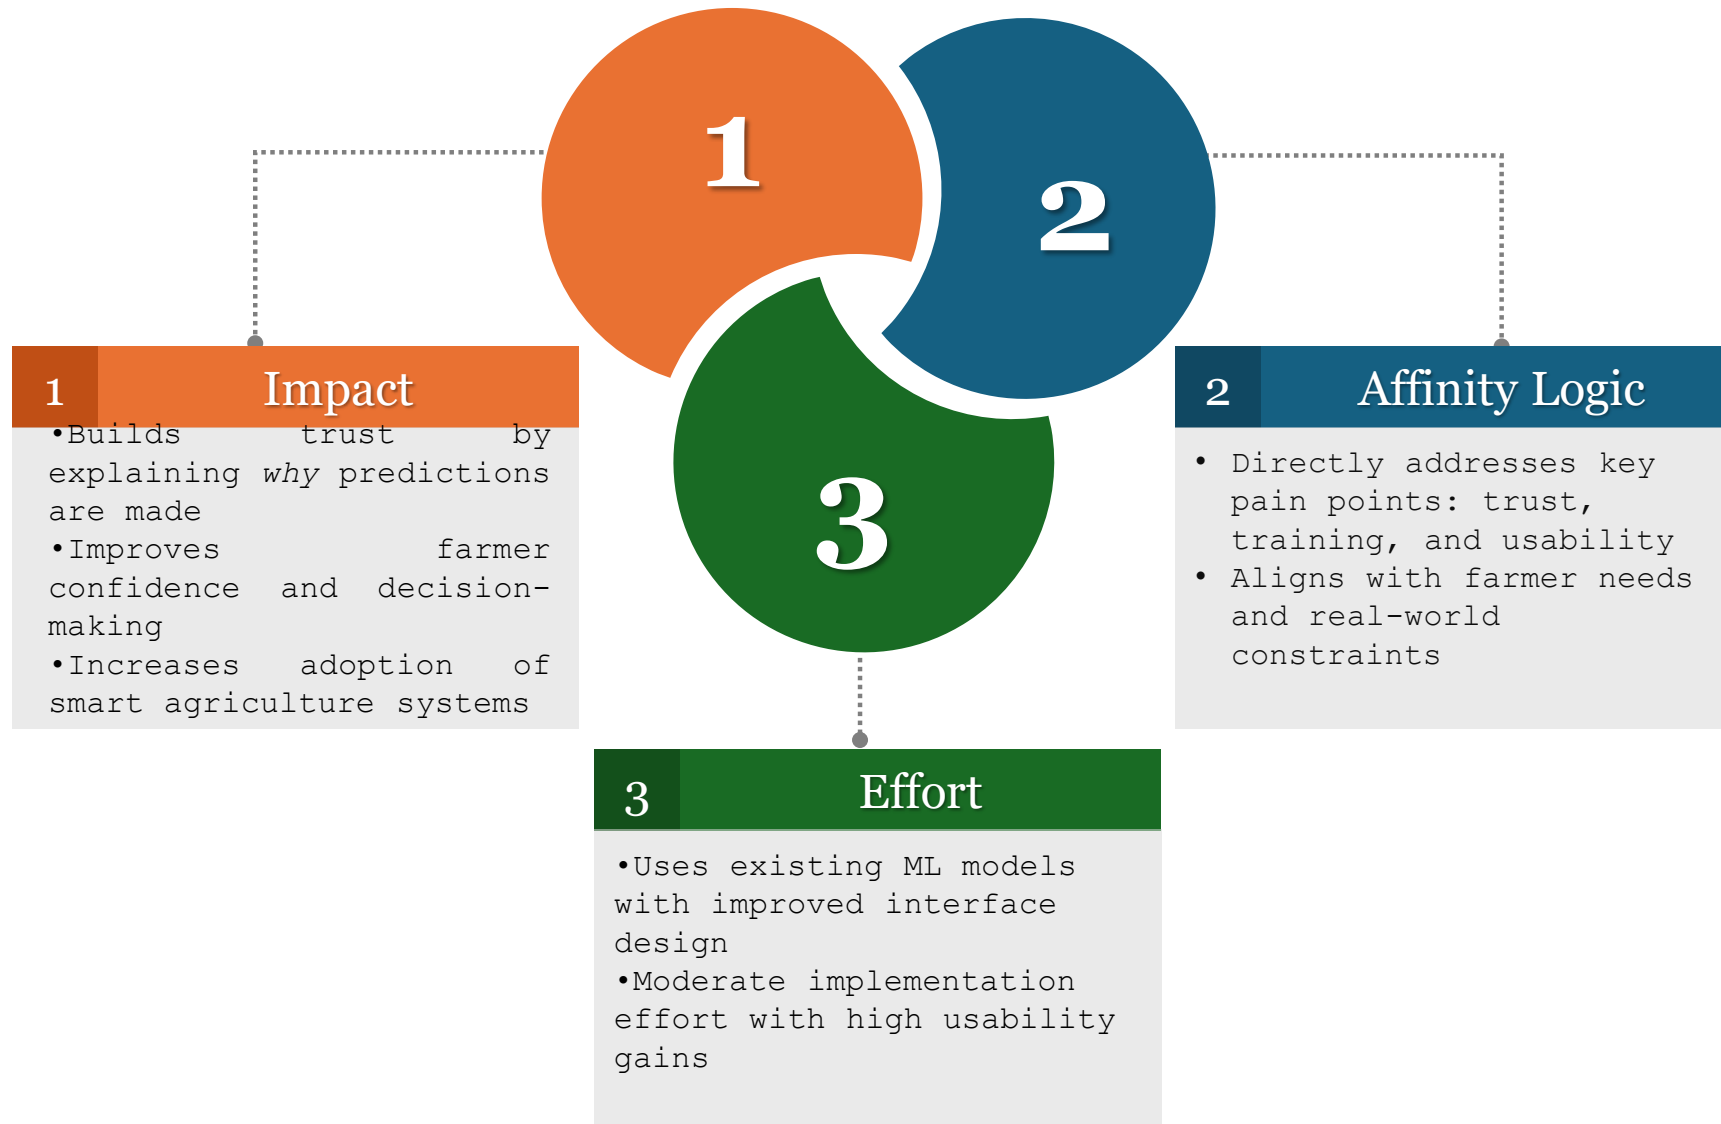 1
2
3
1
Impact
•Builds trust by
explaining why predictions
are made
•Improves farmer
confidence and decision-
making
•Increases adoption of
smart agriculture systems
2
Affinity Logic
• Directly addresses key
pain points: trust,
training, and usability
• Aligns with farmer needs
and real-world
constraints
3
Effort
•Uses existing ML models
with improved interface
design
•Moderate implementation
effort with high usability
gains